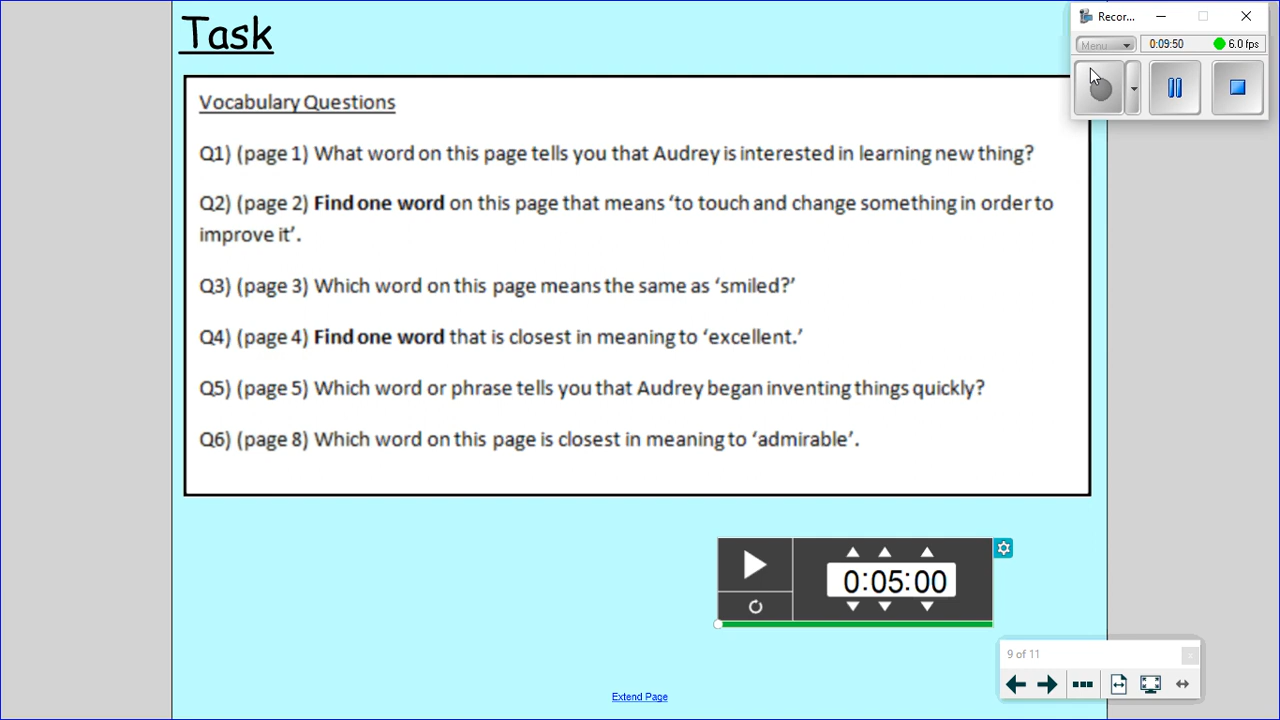 Task
Recor...
Menu
0:09:50
6.0 fps
Vocabulary Questions
Q1) (page 1) What word on this page tells you that Audrey is interested in learning new thing?
Q2) (page 2) Find one word on this page that means ‘to touch and change something in order to
improve it’.
Q3) (page 3) Which word on this page means the same as ‘smiled?’
Q4) (page 4) Find one word that is closest in meaning to ‘excellent.’
Q5) (page 5) Which word or phrase tells you that Audrey began inventing things quickly?
Q6) (page 8) Which word on this page is closest in meaning to ‘admirable’.
0:05:00
9 of 11
Extend Page